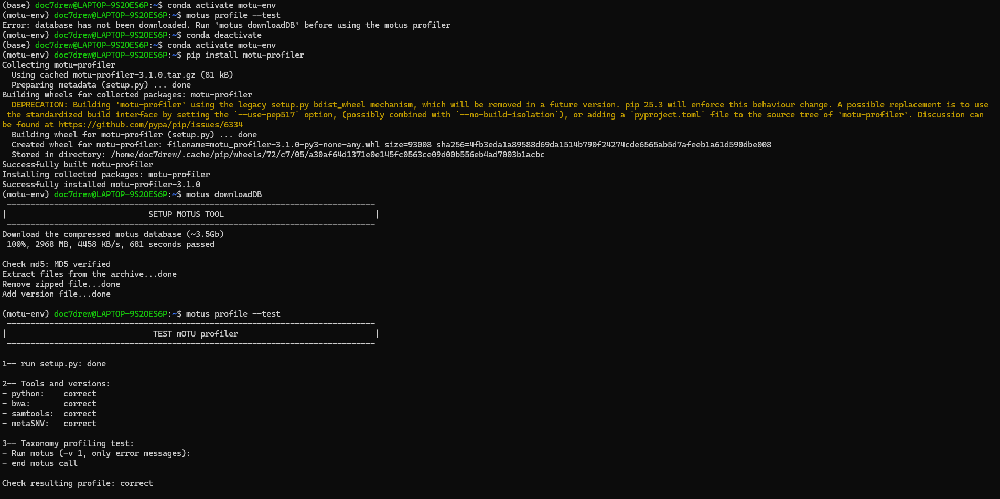 (base) doc7drew@LAPTOP-9S2OES6P:~$ conda activate motu-env
(motu-env) doc7drew@LAPTOP-9S2OES6P:~$ motus profile --test
Error: database has not been downloaded. Run 'motus downloadDB' before using the motus profiler
(motu-env) doc7drew@LAPTOP-9S2OES6P:~$ conda deactivate
(base) doc7drew@LAPTOP-9S2OES6P:~$ conda activate motu-env
(motu-env) doc7drew@LAPTOP-9S2OES6P:~$ pip install motu-profiler
Collecting motu-profiler
  Using cached motu-profiler-3.1.0.tar.gz (81 kB)
  Preparing metadata (setup.py) ... done
Building wheels for collected packages: motu-profiler
  DEPRECATION: Building 'motu-profiler' using the legacy setup.py bdist_wheel mechanism, which will be removed in a future version. pip 25.3 will enforce this behaviour change. A possible replacement is to use
 the standardized build interface by setting the `--use-pep517` option, (possibly combined with `--no-build-isolation`), or adding a `pyproject.toml` file to the source tree of 'motu-profiler'. Discussion can
be found at https://github.com/pypa/pip/issues/6334
  Building wheel for motu-profiler (setup.py) ... done
  Created wheel for motu-profiler: filename=motu_profiler-3.1.0-py3-none-any.whl size=93008 sha256=4fb3eda1a89588d69da1514b790f24274cde6565ab5d7afeeb1a61d590dbe008
  Stored in directory: /home/doc7drew/.cache/pip/wheels/72/c7/05/a30af64d1371e0e145fc0563ce09d00b556eb4ad7003b1acbc
Successfully built motu-profiler
Installing collected packages: motu-profiler
Successfully installed motu-profiler-3.1.0
(motu-env) doc7drew@LAPTOP-9S2OES6P:~$ motus downloadDB
 ------------------------------------------------------------------------------
|                              SETUP MOTUS TOOL                                |
 ------------------------------------------------------------------------------
Download the compressed motus database (~3.5Gb)
 100%, 2968 MB, 4458 KB/s, 681 seconds passed
Check md5: MD5 verified
Extract files from the archive...done
Remove zipped file...done
Add version file...done
(motu-env) doc7drew@LAPTOP-9S2OES6P:~$ motus profile --test
 ------------------------------------------------------------------------------
|                               TEST mOTU profiler                             |
 ------------------------------------------------------------------------------
1-- run setup.py: done
2-- Tools and versions:
- python:    correct
- bwa:       correct
- samtools:  correct
- metaSNV:   correct
3-- Taxonomy profiling test:
- Run motus (-v 1, only error messages):
- end motus call
Check resulting profile: correct